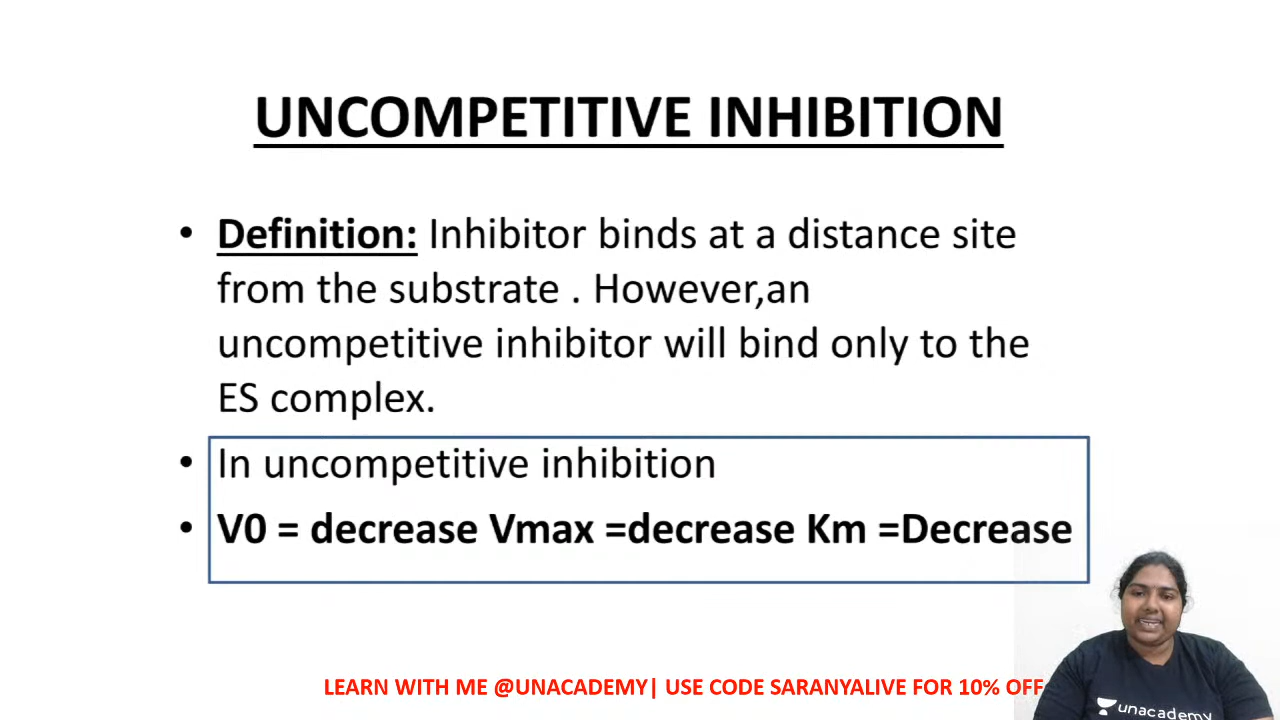 UNCOMPETITIVE INHIBITION
• Definition: Inhibitor binds at a distance site
from the substrate . However,an
uncompetitive inhibitor will bind only to the
ES complex.
• In uncompetitive inhibition
• V0 = decrease Vmax =decrease Km =Decrease
LEARN WITH ME @UNACADEMY| USE CODE SARANYALIVE FOR 10% OFF
unacademy